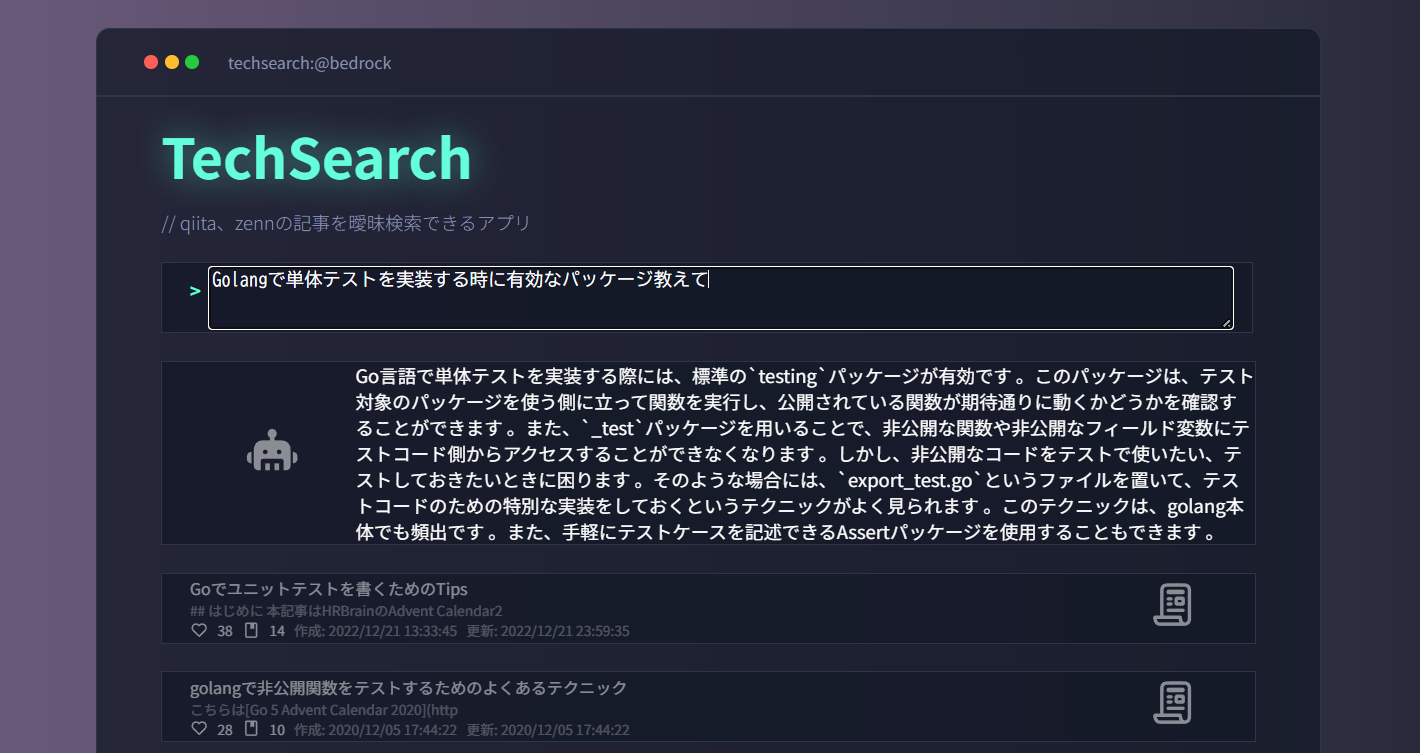 techsearch:@bedrock
TechSearch
// qiita、zennの記事を曖昧検索できるアプリ
> Golangで単体テストを実装する時に有効なパッケージ教えて
Go言語で単体テストを実装する際には、標準の`testing`パッケージが有効です 。このパッケージは、テスト
対象のパッケージを使う側に立って関数を実行し、公開されている関数が期待通りに動くかどうかを確認す
ることができます 。また、`_test`パッケージを用いることで、非公開な関数や非公開なフィールド変数にテ
ストコード側からアクセスすることができなくなります 。しかし、非公開なコードをテストで使いたい、テ
ストしておきたいときに困ります 。そのような場合には、`export_test.go`というファイルを置いて、テス
トコードのための特別な実装をしておくというテクニックがよく見られます 。このテクニックは、golang本
体でも頻出です 。また、手軽にテストケースを記述できるAssertパッケージを使用することもできます 。
Goでユニットテストを書くためのTips
## はじめに 本記事はHRBrainのAdvent Calendar2
38 14 作成: 2022/12/21 13:33:45 更新: 2022/12/21 23:59:35
golangで非公開関数をテストするためのよくあるテクニック
こちらは[Go 5 Advent Calendar 2020](http
28 10 作成: 2020/12/05 17:44:22 更新: 2020/12/05 17:44:22